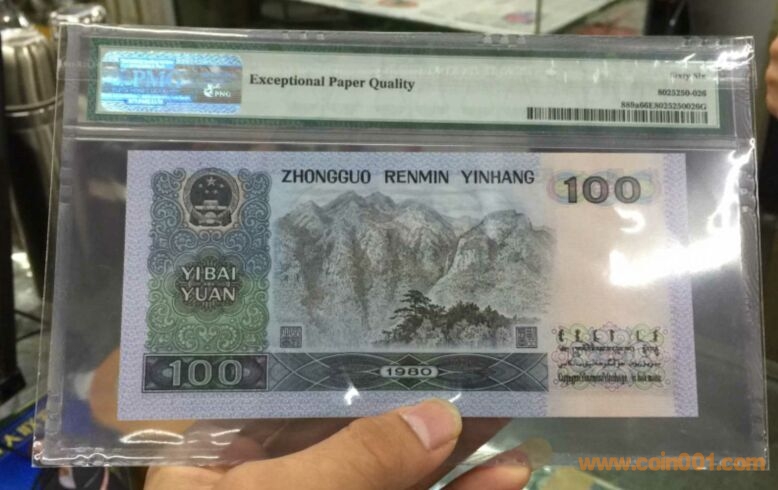 PMG
Exceptional Paper Quality
Sixty Six
8025250-026
889a66E8025250026G
ZHONGGUO RENMIN YINHANG
100
YIBAI
YUAN
100
1980
www.coin001.com